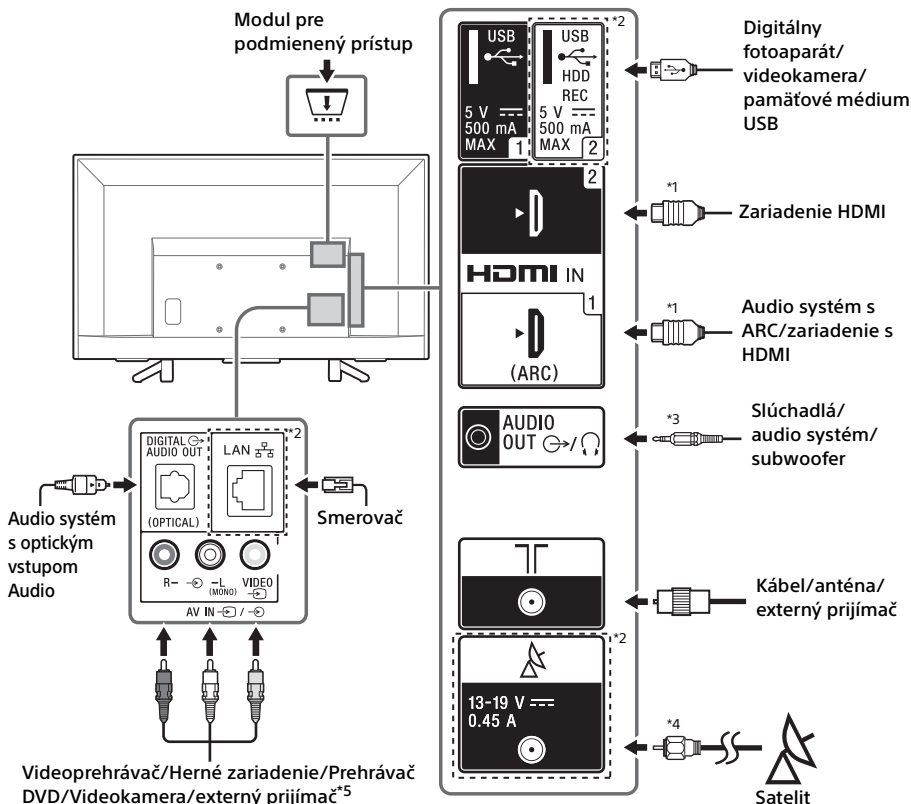 Modul pre
podmienený prístup
USB
5 V
500 mA
MAX
1
*2
USB
HDD
REC
5 V
500 mA
MAX
2
Digitálny
fotoaparát/
videokamera/
pamäťové médium
USB
2
*1
Zariadenie HDMI
HDMI IN
1
(ARC)
*1
Audio systém s
ARC/zariadenie s
HDMI
AUDIO
OUT
*3
Slúchadlá/
audio systém/
subwoofer
DIGITAL
AUDIO OUT
(OPTICAL)
LAN
*2
Audio systém
s optickým
vstupom
Audio
Smerovač
R– –L VIDEO
(MONO)
AV IN /
Kábel/anténa/
externý prijímač
*2
13-19 V
0.45 A
*4
Satelit
Videoprehrávač/Herné zariadenie/Prehrávač
DVD/Videokamera/externý prijímač*5